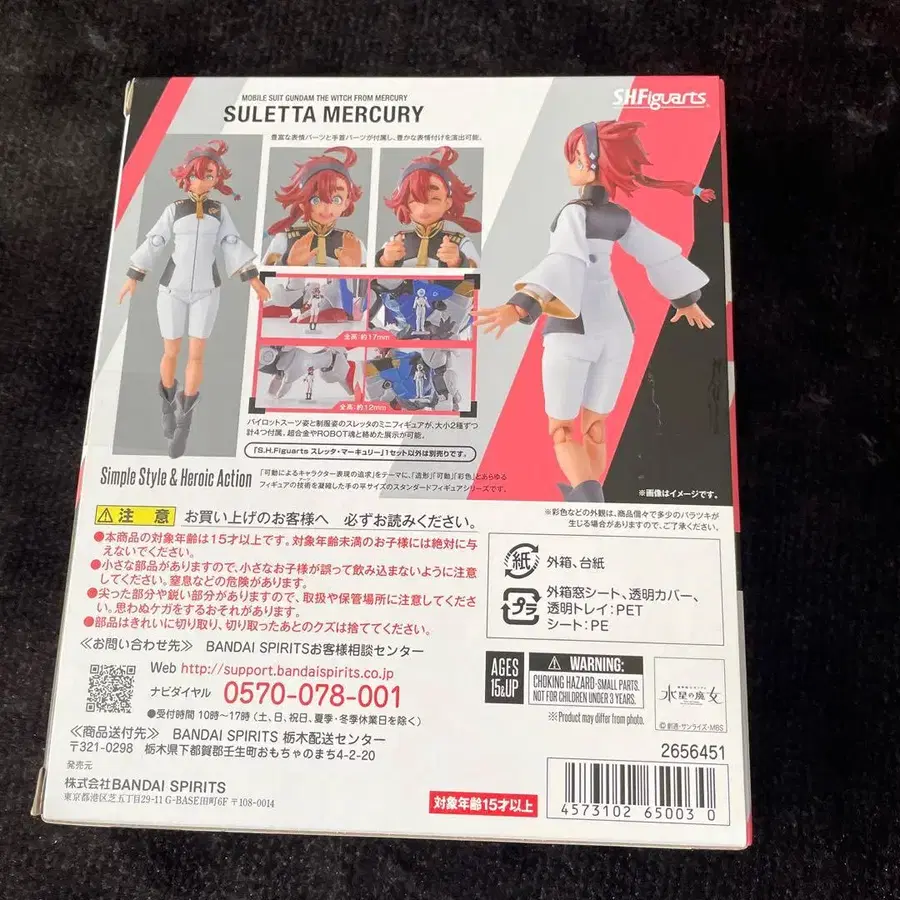 MOBILE SUIT GUNDAM THE WITCH FROM MERCURY
SULETTA MERCURY
S.H.Figuarts
豊富な表情パーツと手首パーツが付属し、豊かな表情付けを演出可能。
全高:約17mm
全高:約12mm
パイロットスーツ姿と制服姿のスレッタのミニフィギュアが、大小2種ずつ
計4つ付属。超合金やROBOT魂と絡めた展示が可能。
「S.H.Figuarts スレッタ・マーキュリー」1セット以外は別売りです。
Simple Style & Heroic Action
「可動によるキャラクター表現の追求」をテーマに、「造形」「可動」「彩色」とあらゆる
フィギュアの技術を凝縮した手の平サイズのスタンダードフィギュアシリーズです。
※画像はイメージです。
※彩色などの外観は、商品個々で多少のバラツキが
生じる場合がありますので、ご了承ください。
注意 お買い上げのお客様へ 必ずお読みください。
●本商品の対象年齢は15才以上です。対象年齢未満のお子様には絶対に与
えないでください。
●小さな部品がありますので、小さなお子様が誤って飲み込まないように注意
してください。窒息などの危険があります。
●尖った部分や鋭い部分がありますので、取扱や保管場所に注意してくださ
い。思わぬケガをするおそれがあります。
●部品はきれいに切り取り、切り取ったあとのクズは捨ててください。
紙 外箱、台紙
プラ 外箱窓シート、透明カバー、
透明トレイ:PET
シート:PE
≪お問い合わせ先≫ BANDAI SPIRITSお客様相談センター
Web http://support.bandaispirits.co.jp
ナビダイヤル 0570-078-001
●受付時間 10時〜17時(土、日、祝日、夏季・冬季休業日を除く)
≪商品送付先≫ BANDAI SPIRITS 栃木配送センター
〒321-0298 栃木県下都賀郡壬生町おもちゃのまち4-2-20
発売元
株式会社BANDAI SPIRITS
東京都港区芝五丁目29-11 G-BASE田町6F 〒108-0014
AGES
15&UP
WARNING:
CHOKING HAZARD-SMALL PARTS.
NOT FOR CHILDREN UNDER 3 YEARS.
※Product may differ from photo.
水星の魔女
©創通・サンライズ・MBS
対象年齢15才以上
2656451
4573102 65003 0